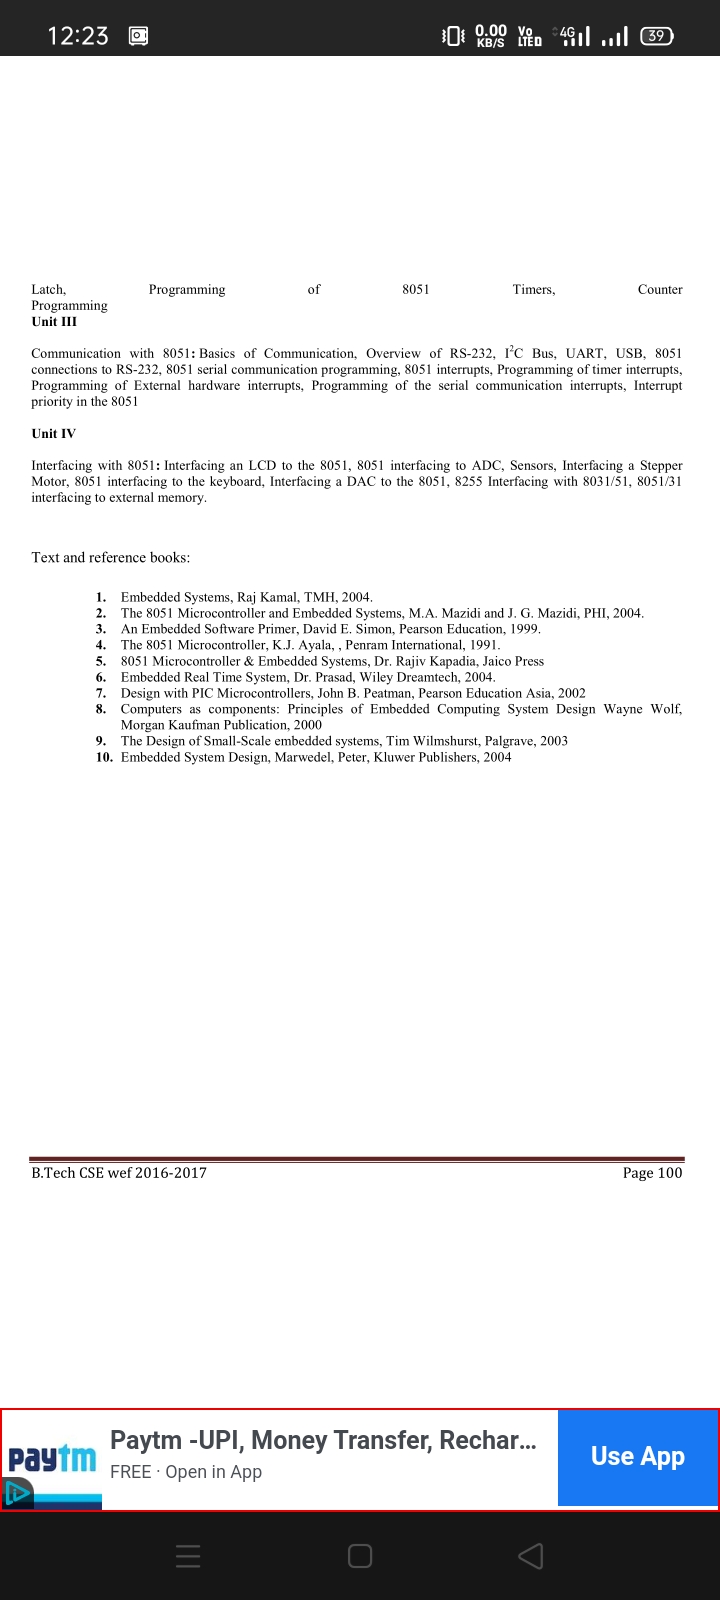 12:23
0.00 KB/S
Vo LTE
4G
39
Latch, Programming of 8051 Timers, Counter
Programming
Unit III
Communication with 8051: Basics of Communication, Overview of RS-232, I²C Bus, UART, USB, 8051
connections to RS-232, 8051 serial communication programming, 8051 interrupts, Programming of timer interrupts,
Programming of External hardware interrupts, Programming of the serial communication interrupts, Interrupt
priority in the 8051
Unit IV
Interfacing with 8051: Interfacing an LCD to the 8051, 8051 interfacing to ADC, Sensors, Interfacing a Stepper
Motor, 8051 interfacing to the keyboard, Interfacing a DAC to the 8051, 8255 Interfacing with 8031/51, 8051/31
interfacing to external memory.
Text and reference books:
1. Embedded Systems, Raj Kamal, TMH, 2004.
2. The 8051 Microcontroller and Embedded Systems, M.A. Mazidi and J. G. Mazidi, PHI, 2004.
3. An Embedded Software Primer, David E. Simon, Pearson Education, 1999.
4. The 8051 Microcontroller, K.J. Ayala, , Penram International, 1991.
5. 8051 Microcontroller & Embedded Systems, Dr. Rajiv Kapadia, Jaico Press
6. Embedded Real Time System, Dr. Prasad, Wiley Dreamtech, 2004.
7. Design with PIC Microcontrollers, John B. Peatman, Pearson Education Asia, 2002
8. Computers as components: Principles of Embedded Computing System Design Wayne Wolf,
Morgan Kaufman Publication, 2000
9. The Design of Small-Scale embedded systems, Tim Wilmshurst, Palgrave, 2003
10. Embedded System Design, Marwedel, Peter, Kluwer Publishers, 2004
B.Tech CSE wef 2016-2017 Page 100
paytm
Paytm -UPI, Money Transfer, Rechar...
FREE · Open in App
Use App